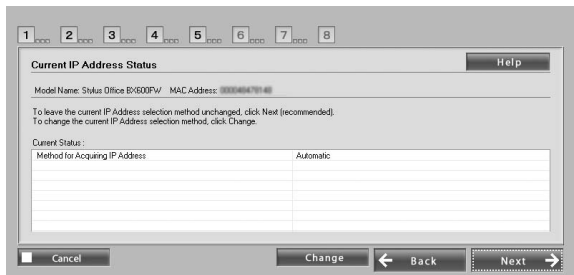 1 2 3 4 5 6 7 8
Current IP Address Status
Help
Model Name: Stylus Office BX600FW MAC Address:
To leave the current IP Address selection method unchanged, click Next (recommended).
To change the current IP Address selection method, click Change.
Current Status :
Method for Acquiring IP Address Automatic
Cancel Change Back Next